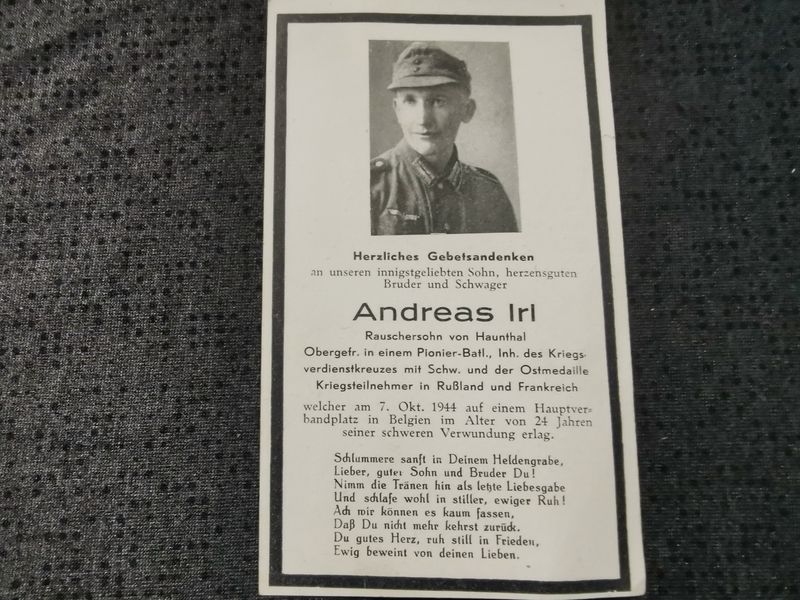 Herzliches Gebetsandenken
an unseren innigstgeliebten Sohn, herzensguten
Bruder und Schwager
Andreas Irl
Rauschersohn von Haunthal
Obergefr. in einem Pionier-Batl., Inh. des Kriegs-
verdienstkreuzes mit Schw. und der Ostmedaille
Kriegsteilnehmer in Rußland und Frankreich
welcher am 7. Okt. 1944 auf einem Hauptver-
bandplatz in Belgien im Alter von 24 Jahren
seiner schweren Verwundung erlag.
Schlummere sanft in Deinem Heldengrabe,
Lieber, guter Sohn und Bruder Du!
Nimm die Tränen hin als letzte Liebesgabe
Und schlafe wohl in stiller, ewiger Ruh!
Ach mir können es kaum fassen,
Daß Du nicht mehr kehrst zurück.
Du gutes Herz, ruh still in Frieden,
Ewig beweint von deinen Lieben.